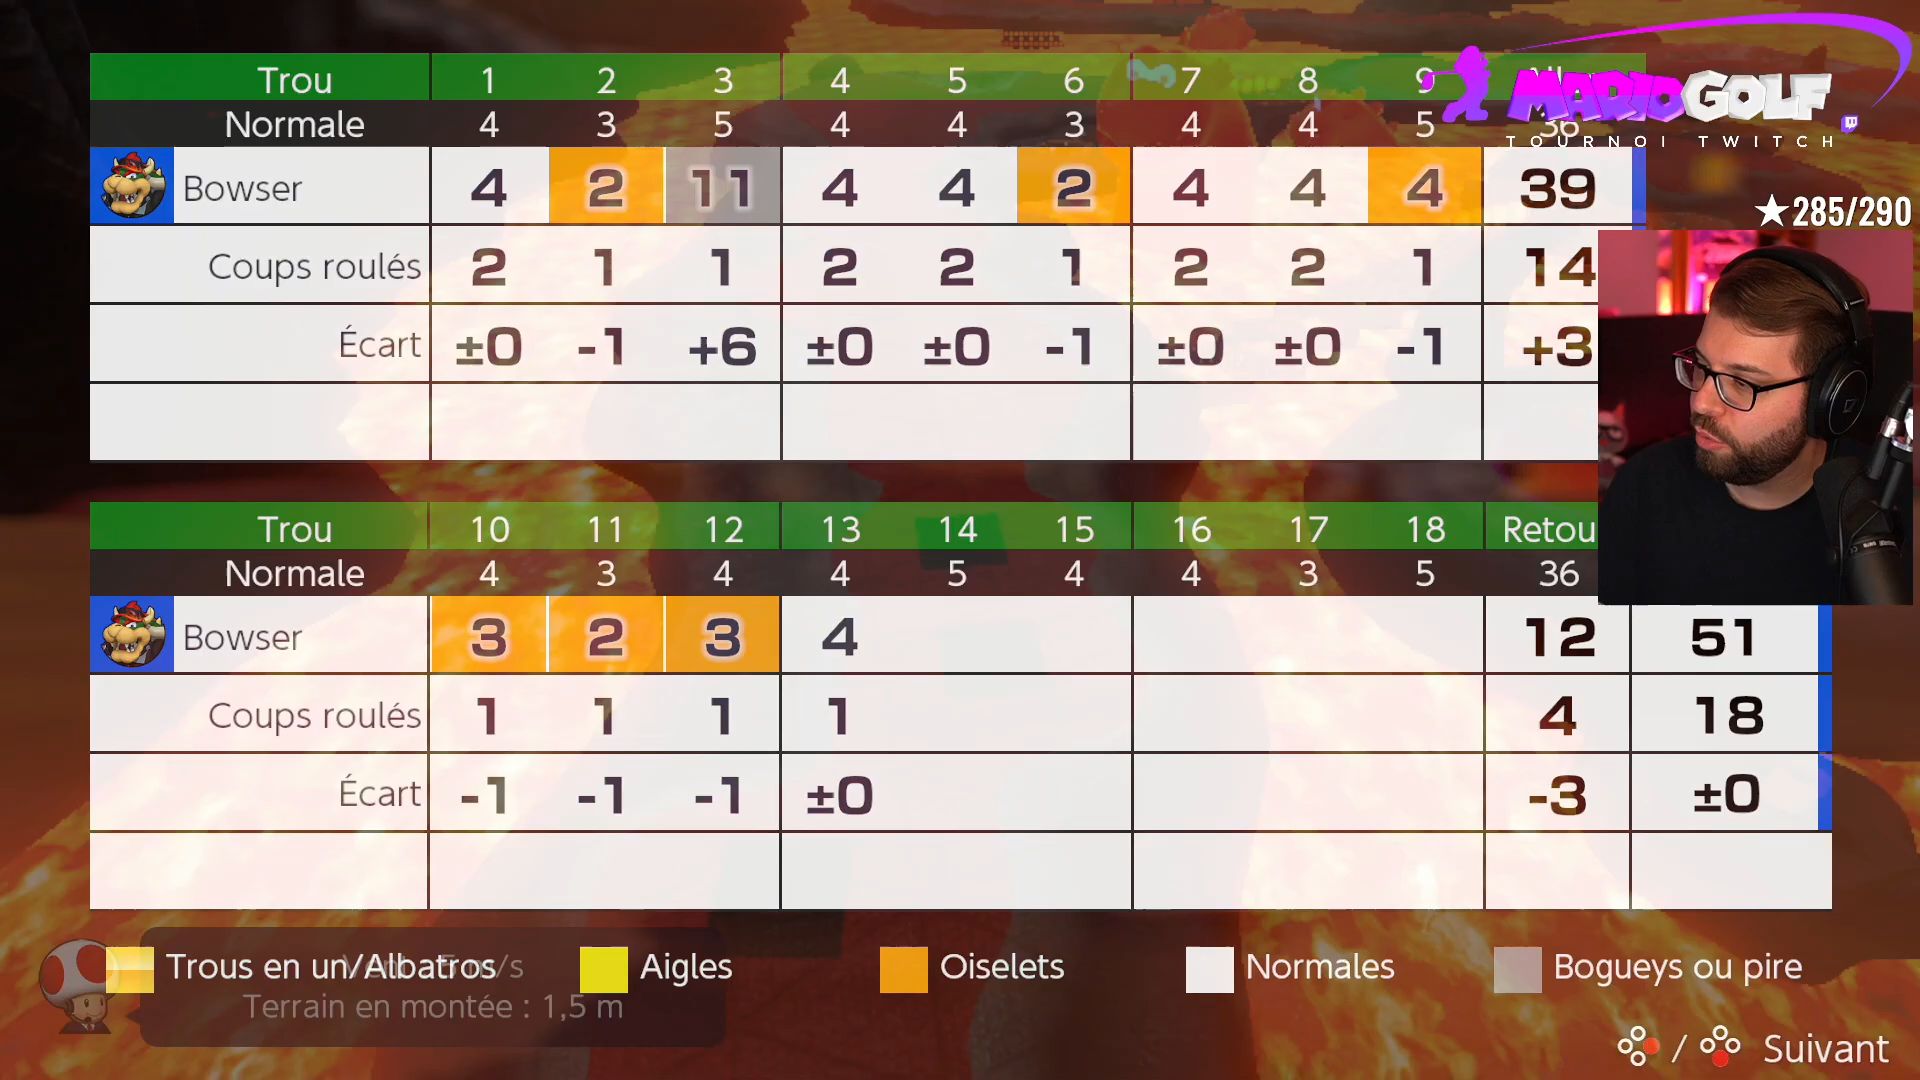 Trou 1 2 3 4 5 6 7 8 9
Normale 4 3 5 4 4 3 4 4 5 36
Bowser 4 2 11 4 4 2 4 4 4 39
Coups roulés 2 1 1 2 2 1 2 2 1 14
Écart ±0 -1 +6 ±0 ±0 -1 ±0 ±0 -1 +3
MARIO GOLF
TOURNOI TWITCH
★285/290
Trou 10 11 12 13 14 15 16 17 18 Retou
Normale 4 3 4 4 5 4 4 3 5 36
Bowser 3 2 3 4 12 51
Coups roulés 1 1 1 1 4 18
Écart -1 -1 -1 ±0 -3 ±0
Trous en un/Albatros Aigles Oiselets Normales Bogueys ou pire
m/s
Terrain en montée : 1,5 m
/ Suivant